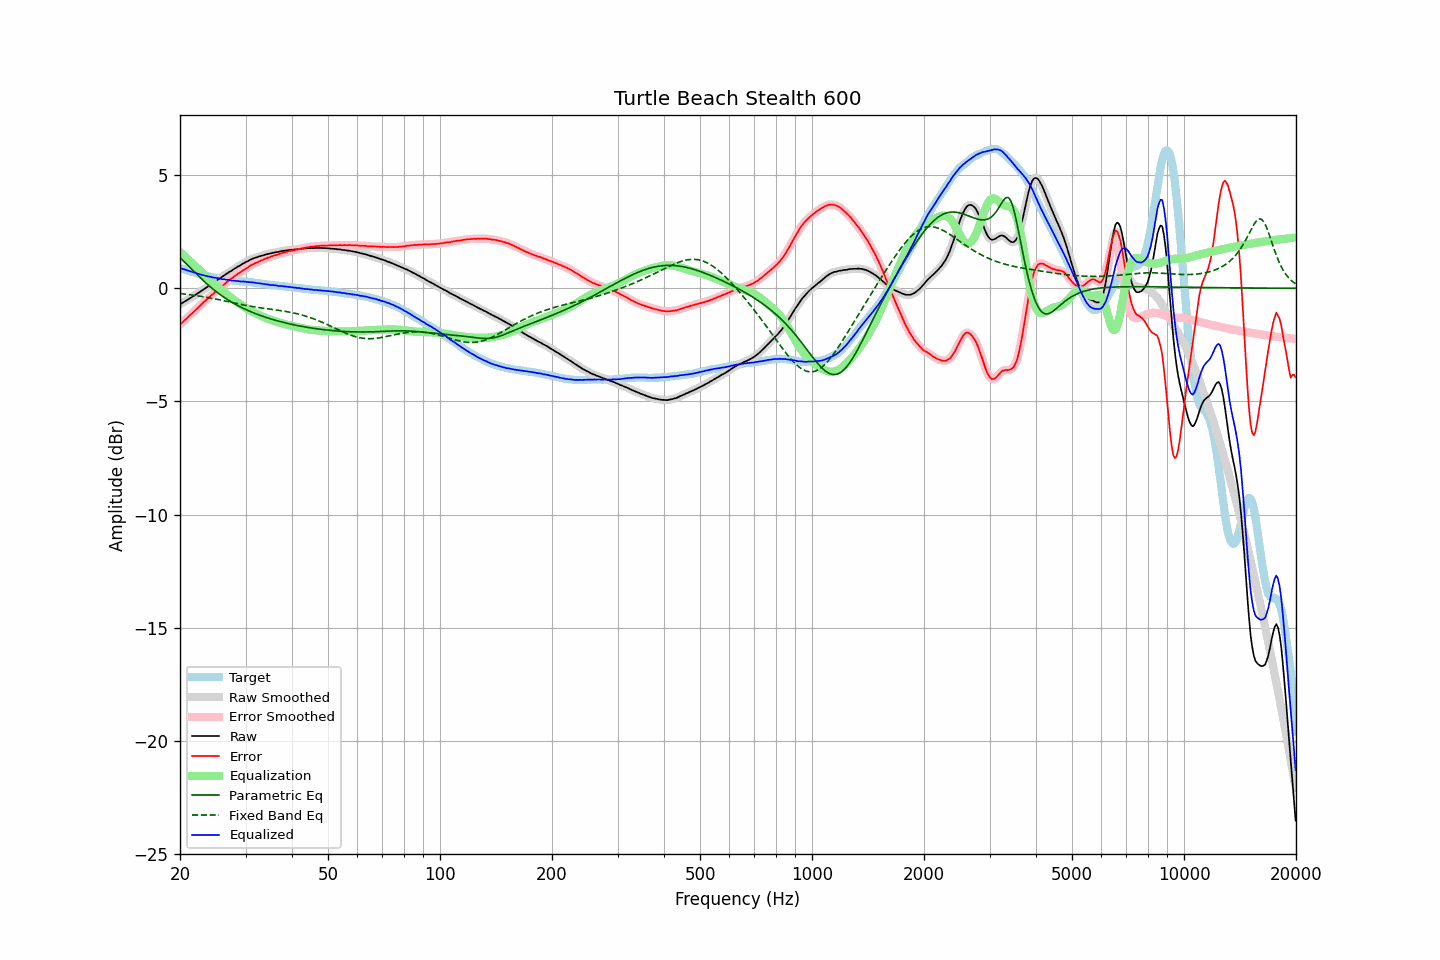 Turtle Beach Stealth 600
Amplitude (dBr)
5
0
−5
−10
−15
−20
−25
Target
Raw Smoothed
Error Smoothed
Raw
Error
Equalization
Parametric Eq
Fixed Band Eq
Equalized
20 50 100 200 500 1000 2000 5000 10000 20000
Frequency (Hz)